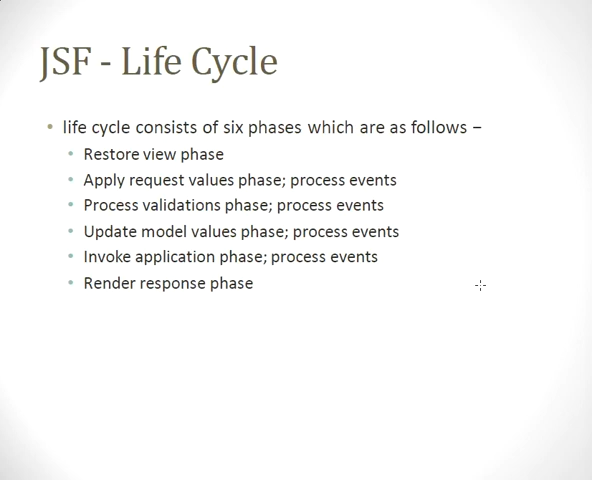 JSF - Life Cycle
• life cycle consists of six phases which are as follows −
• Restore view phase
• Apply request values phase; process events
• Process validations phase; process events
• Update model values phase; process events
• Invoke application phase; process events
• Render response phase